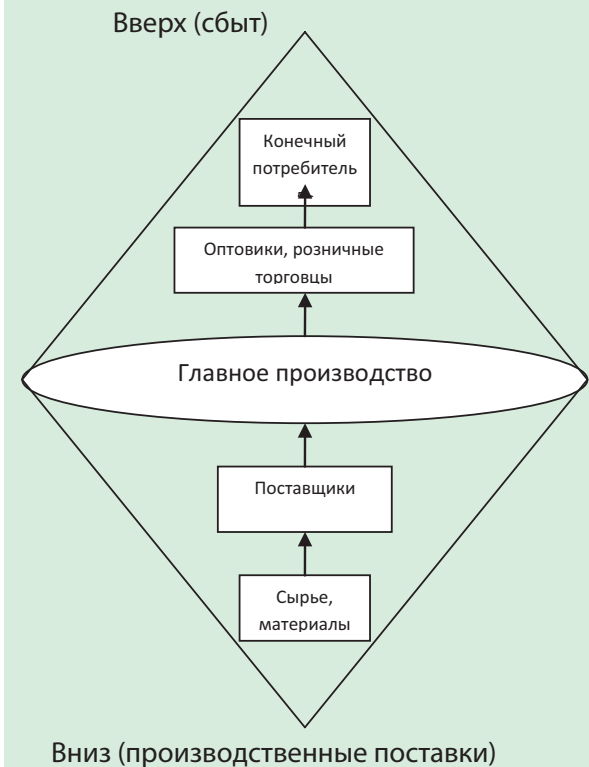 Вверх (сбыт)
Конечный
потребитель
Оптовики, розничные
торговцы
Главное производство
Поставщики
Сырье,
материалы
Вниз (производственные поставки)